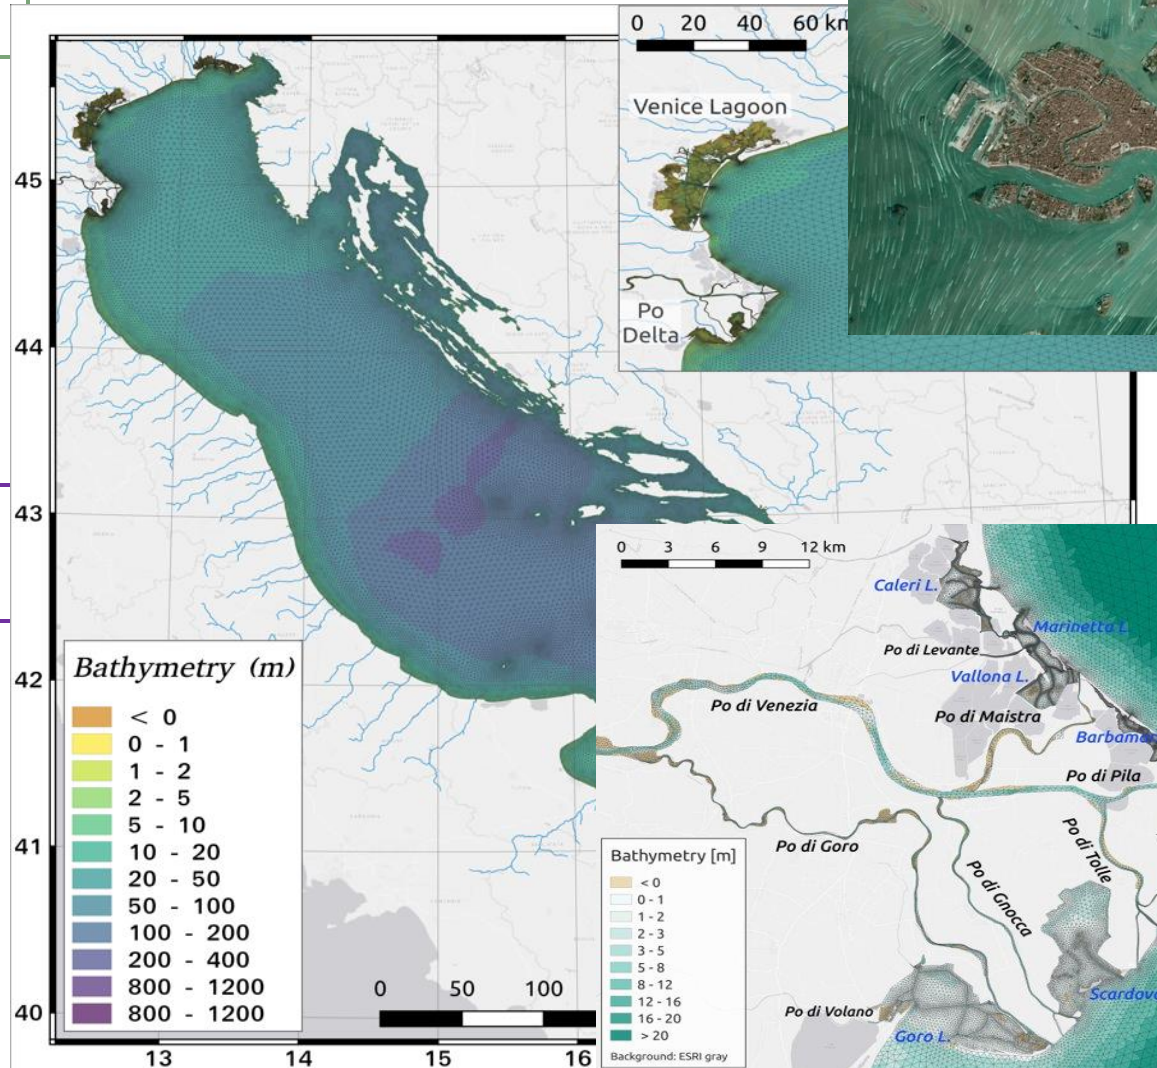 0 20 40 60 km
Venice Lagoon
Po
Delta
45
44
43
42
41
40
13 14 15 16
Bathymetry (m)
< 0
0 - 1
1 - 2
2 - 5
5 - 10
10 - 20
20 - 50
50 - 100
100 - 200
200 - 400
800 - 1200
800 - 1200
0 50 100
0 3 6 9 12 km
Caleri L.
Marinetta L.
Po di Levante
Vallona L.
Po di Venezia
Po di Maistra
Po di Pila
Po di Goro
Po di Tolle
Po di Gnocca
Po di Volano
Goro L.
Bathymetry [m]
< 0
0 - 1
1 - 2
2 - 3
3 - 5
5 - 8
8 - 12
12 - 16
16 - 20
> 20
Background: ESRI gray